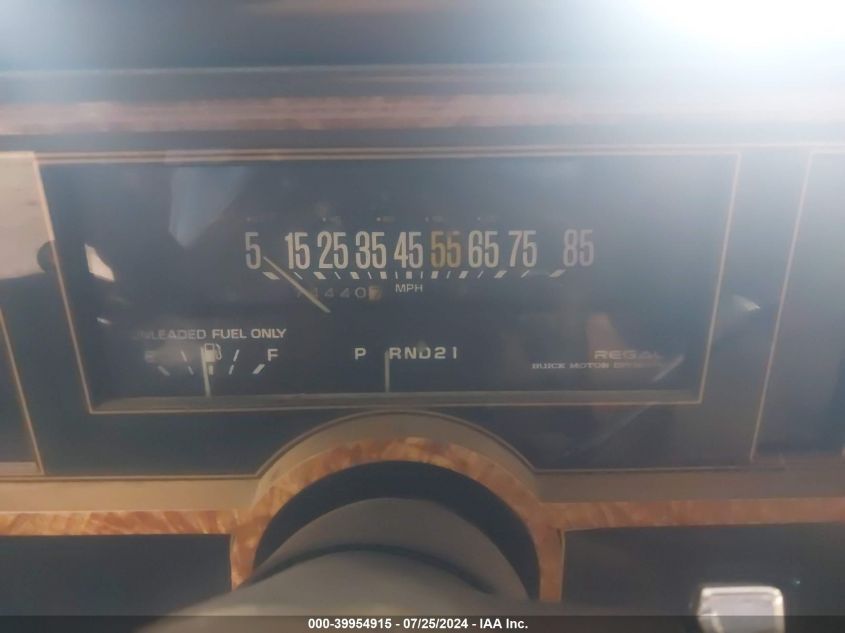 5 15 25 35 45 55 65 75 85
MPH
UNLEADED FUEL ONLY
E F
P RND21
REGAL
BUICK MOTOR DIVISION
000-39954915 - 07/25/2024 - IAA Inc.